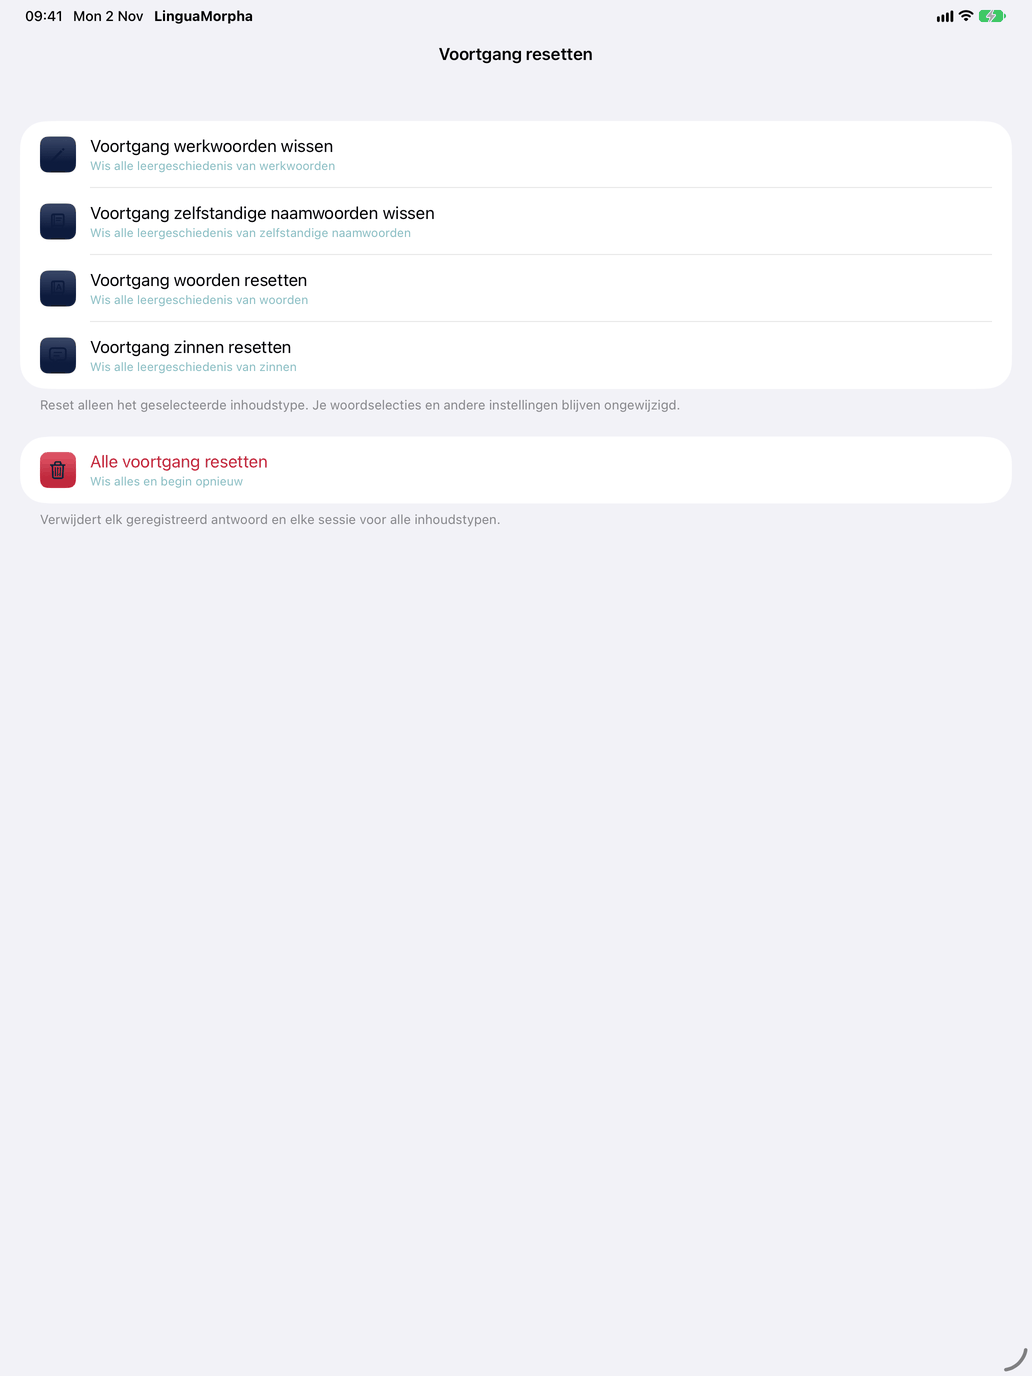 09:41 Mon 2 Nov LinguaMorpha
Voortgang resetten
Voortgang werkwoorden wissen
Wis alle leergeschiedenis van werkwoorden
Voortgang zelfstandige naamwoorden wissen
Wis alle leergeschiedenis van zelfstandige naamwoorden
Voortgang woorden resetten
Wis alle leergeschiedenis van woorden
Voortgang zinnen resetten
Wis alle leergeschiedenis van zinnen
Reset alleen het geselecteerde inhoudstype. Je woordselecties en andere instellingen blijven ongewijzigd.
Alle voortgang resetten
Wis alles en begin opnieuw
Verwijdert elk geregistreerd antwoord en elke sessie voor alle inhoudstypen.